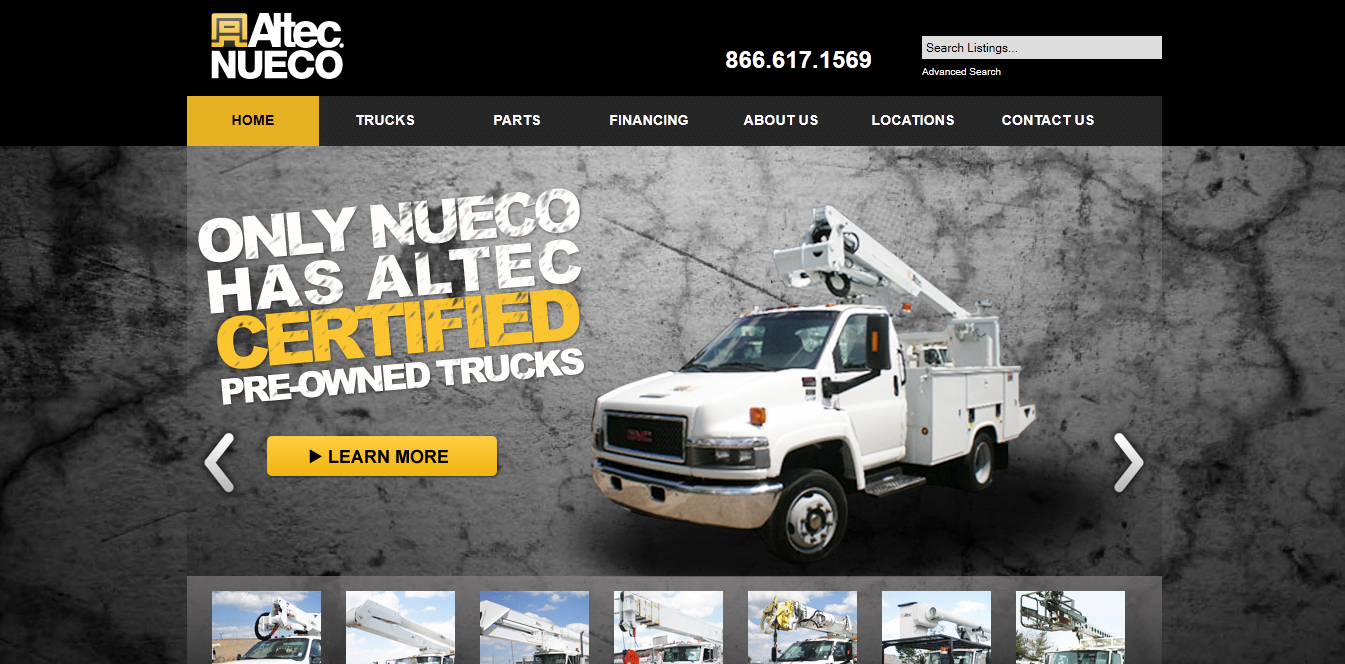 Altec
NUECO
866.617.1569
Search Listings...
Advanced Search
HOME
TRUCKS
PARTS
FINANCING
ABOUT US
LOCATIONS
CONTACT US
ONLY NUECO
HAS ALTEC
CERTIFIED
PRE-OWNED TRUCKS
LEARN MORE
GMC